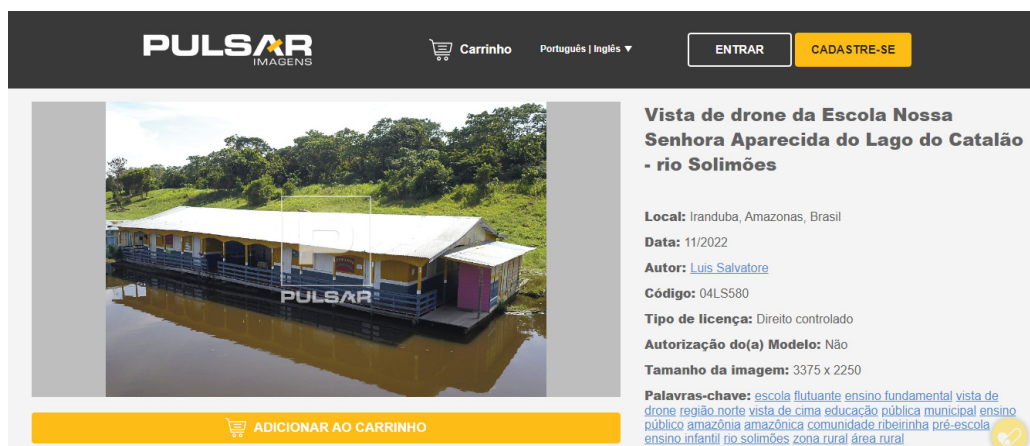 PULSAR
IMAGENS
Carrinho
Português | Inglês ▼
ENTRAR
CADASTRE-SE
PULSAR
ADICIONAR AO CARRINHO
Vista de drone da Escola Nossa
Senhora Aparecida do Lago do Catalão
- rio Solimões
Local: Iranduba, Amazonas, Brasil
Data: 11/2022
Autor: Luis Salvatore
Código: 04LS580
Tipo de licença: Direito controlado
Autorização do(a) Modelo: Não
Tamanho da imagem: 3375 x 2250
Palavras-chave: escola flutuante ensino fundamental vista de
drone região norte vista de cima educação pública municipal ensino
público amazônia amazônica comunidade ribeirinha pré-escola
ensino infantil rio solimões zona rural área rural